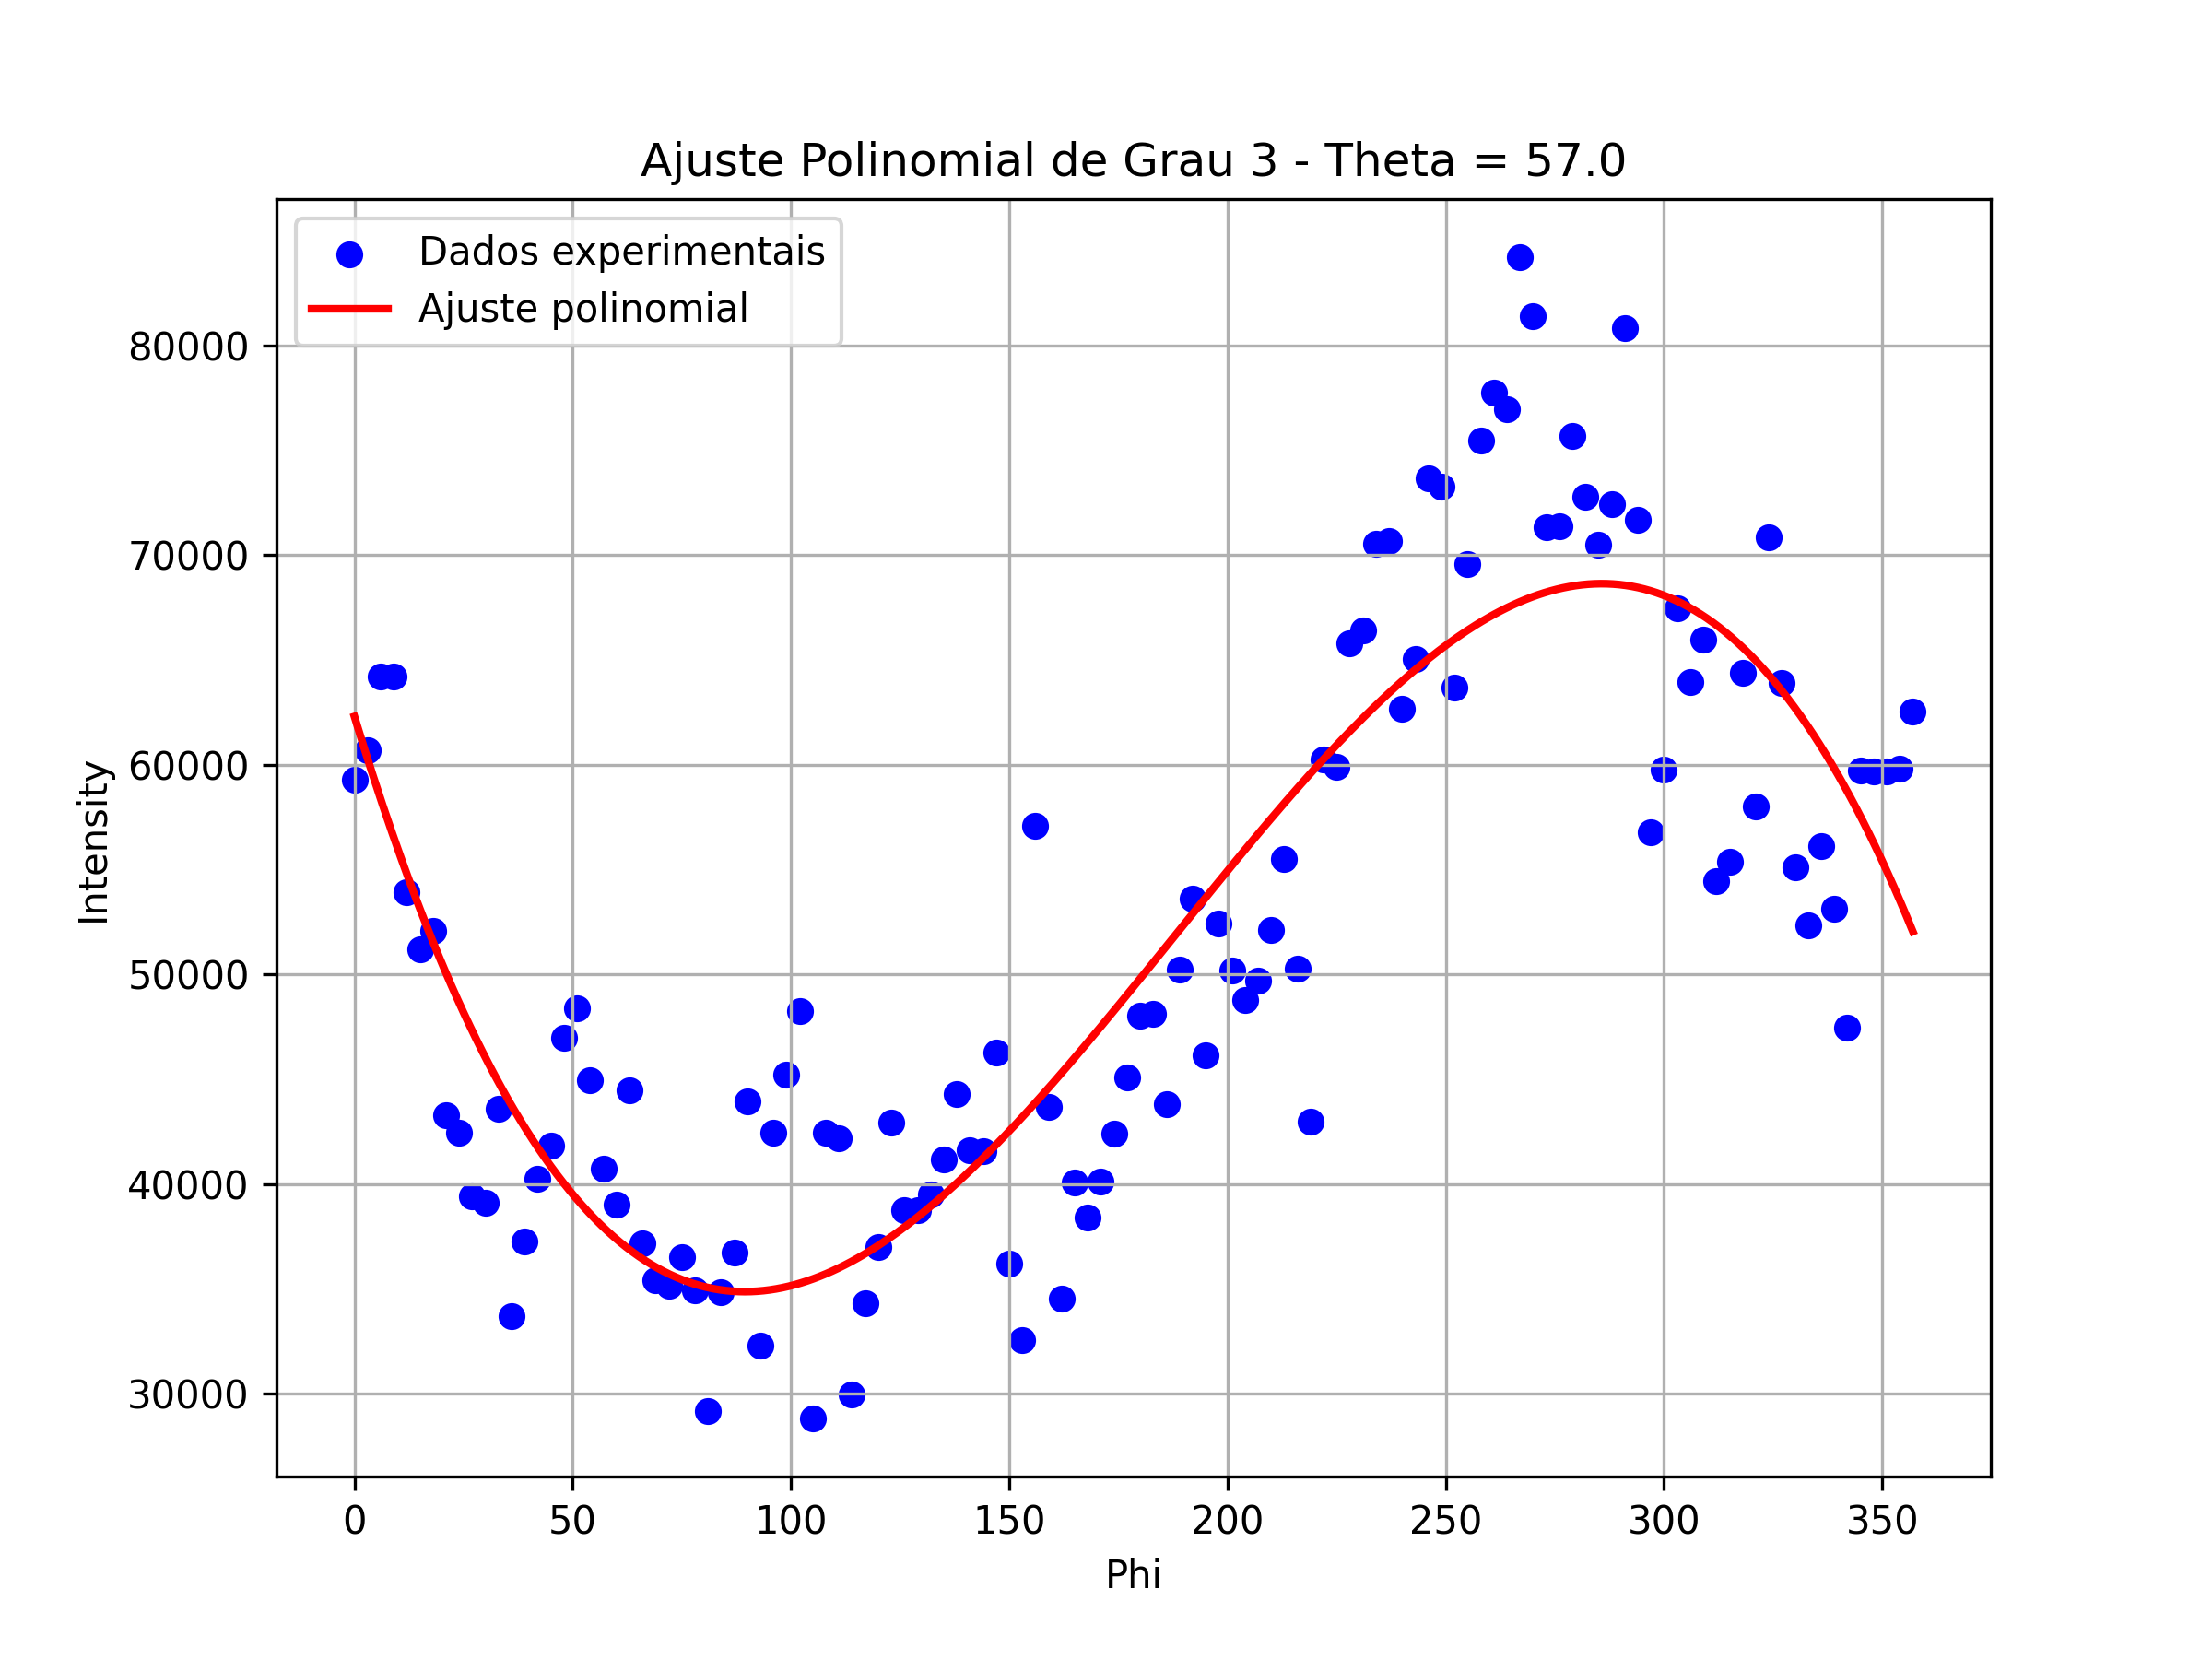 Ajuste Polinomial de Grau 3 - Theta = 57.0
Dados experimentais
Ajuste polinomial
80000
70000
60000
50000
40000
30000
Intensity
0 50 100 150 200 250 300 350
Phi